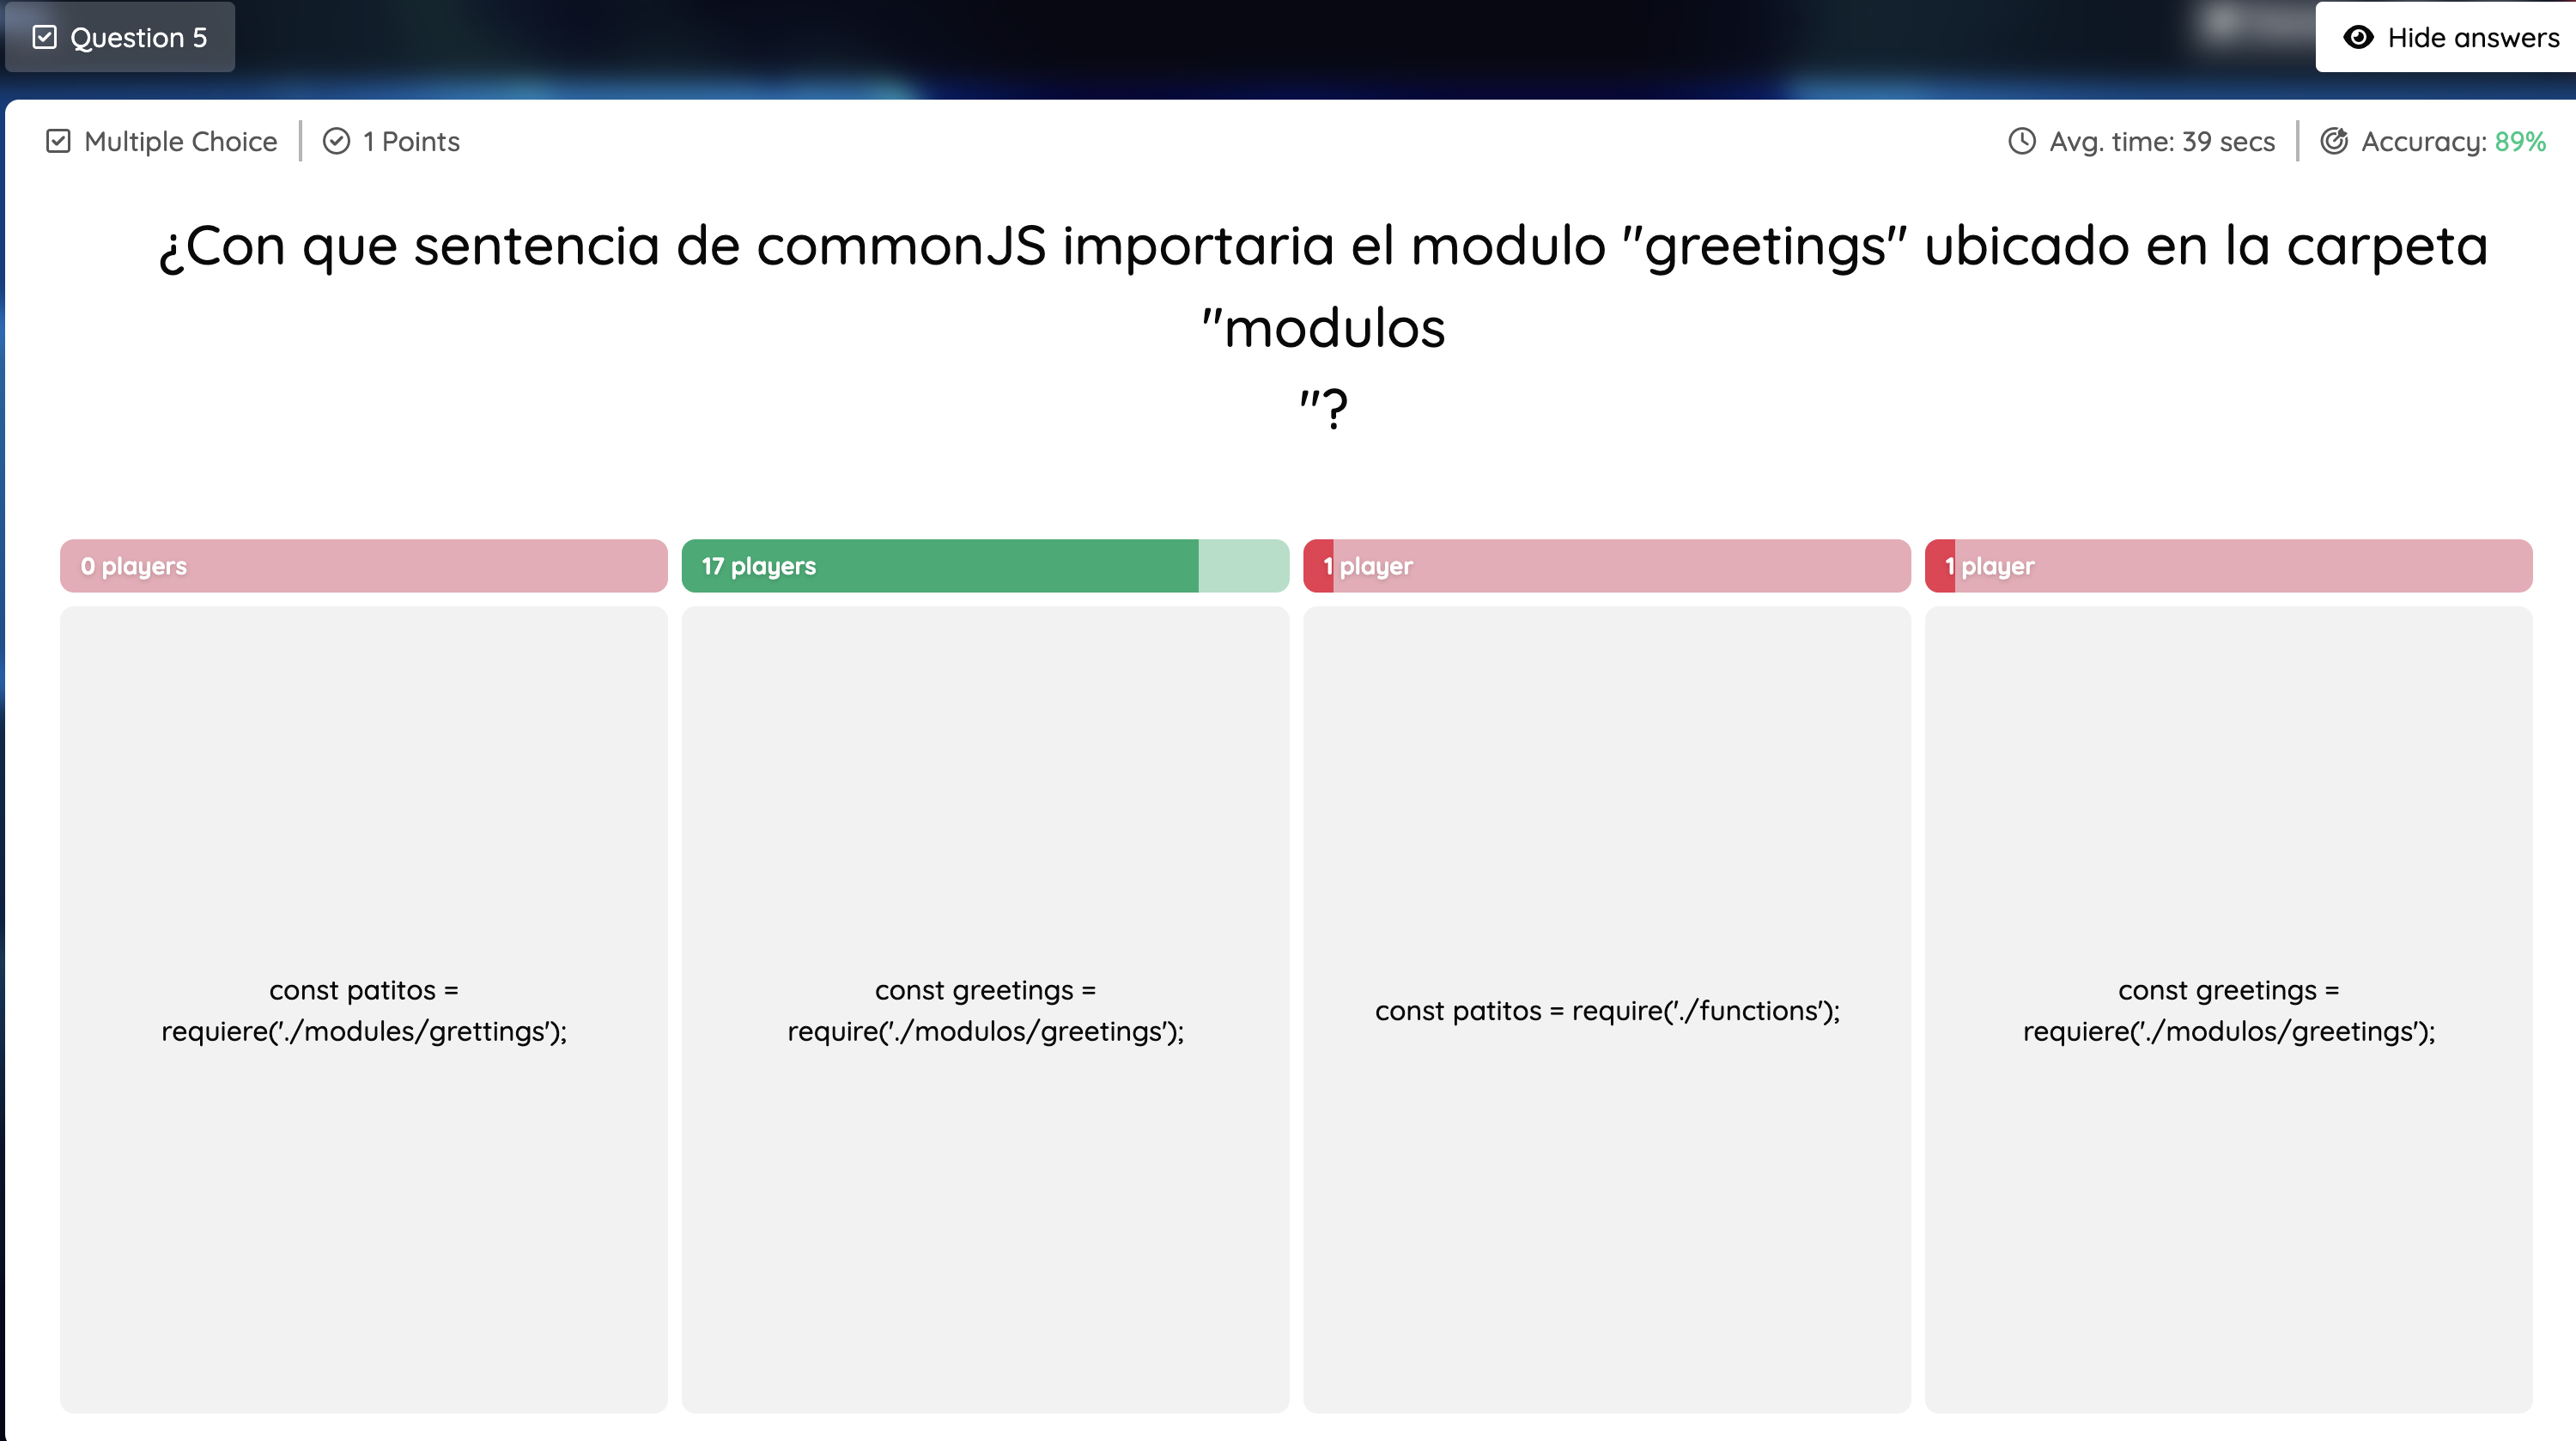 Question 5
Hide answers
Multiple Choice
1 Points
Avg. time: 39 secs
Accuracy: 89%
¿Con que sentencia de commonJS importaria el modulo "greetings" ubicado en la carpeta
"modulos
"?
0 players
17 players
1 player
1 player
const patitos =
requiere('./modules/grettings');
const greetings =
require('./modulos/greetings');
const patitos = require('./functions');
const greetings =
requiere('./modulos/greetings');